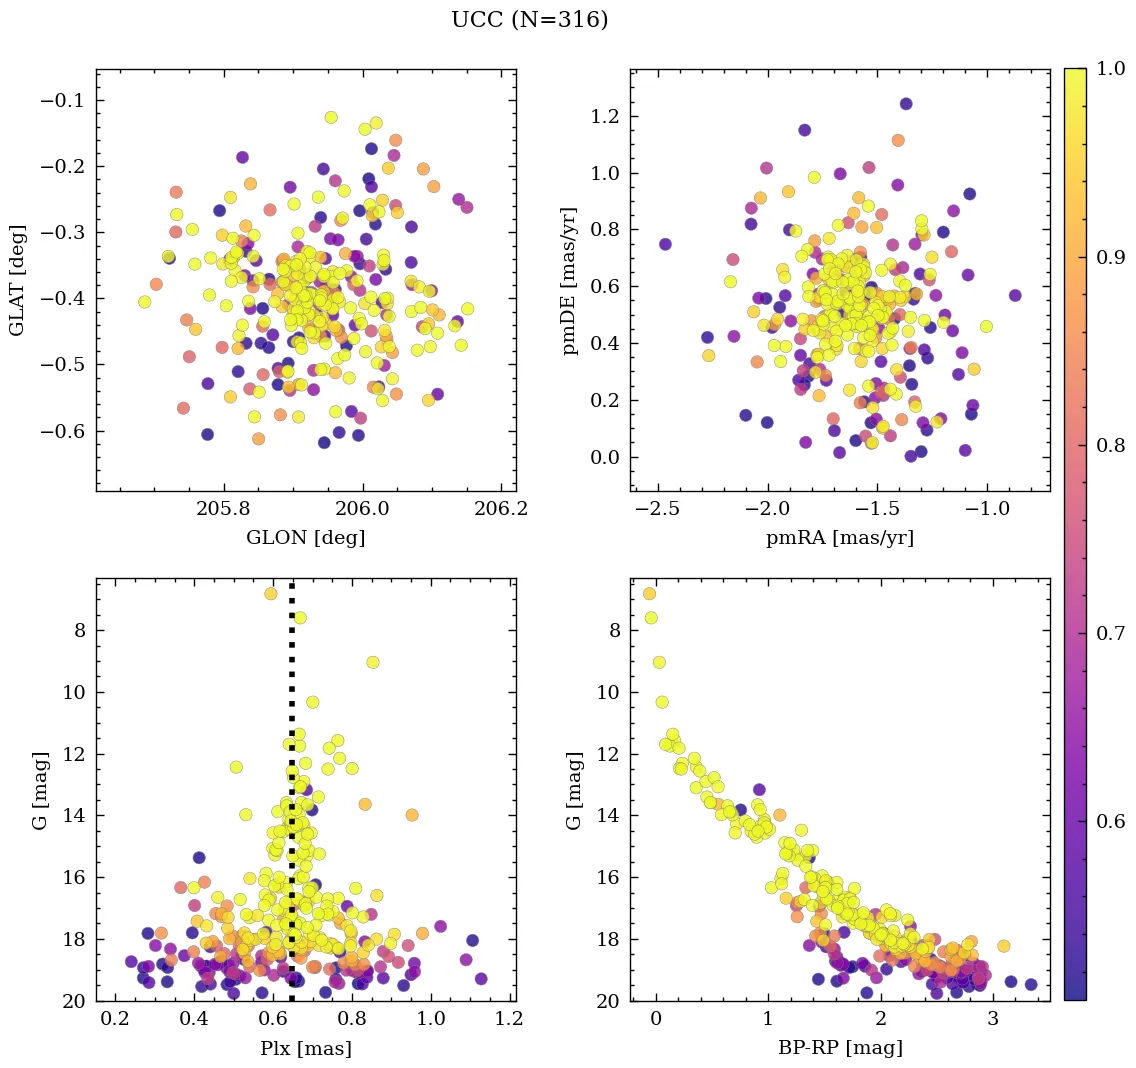 UCC (N=316)
−0.1
−0.2
−0.3
−0.4
−0.5
−0.6
GLAT [deg]
205.8 206.0 206.2
GLON [deg]
1.2
1.0
0.8
0.6
0.4
0.2
0.0
pmDE [mas/yr]
−2.5 −2.0 −1.5 −1.0
pmRA [mas/yr]
1.0
0.9
0.8
0.7
0.6
8
10
12
14
16
18
20
G [mag]
0.2 0.4 0.6 0.8 1.0 1.2
Plx [mas]
8
10
12
14
16
18
20
G [mag]
0 1 2 3
BP-RP [mag]